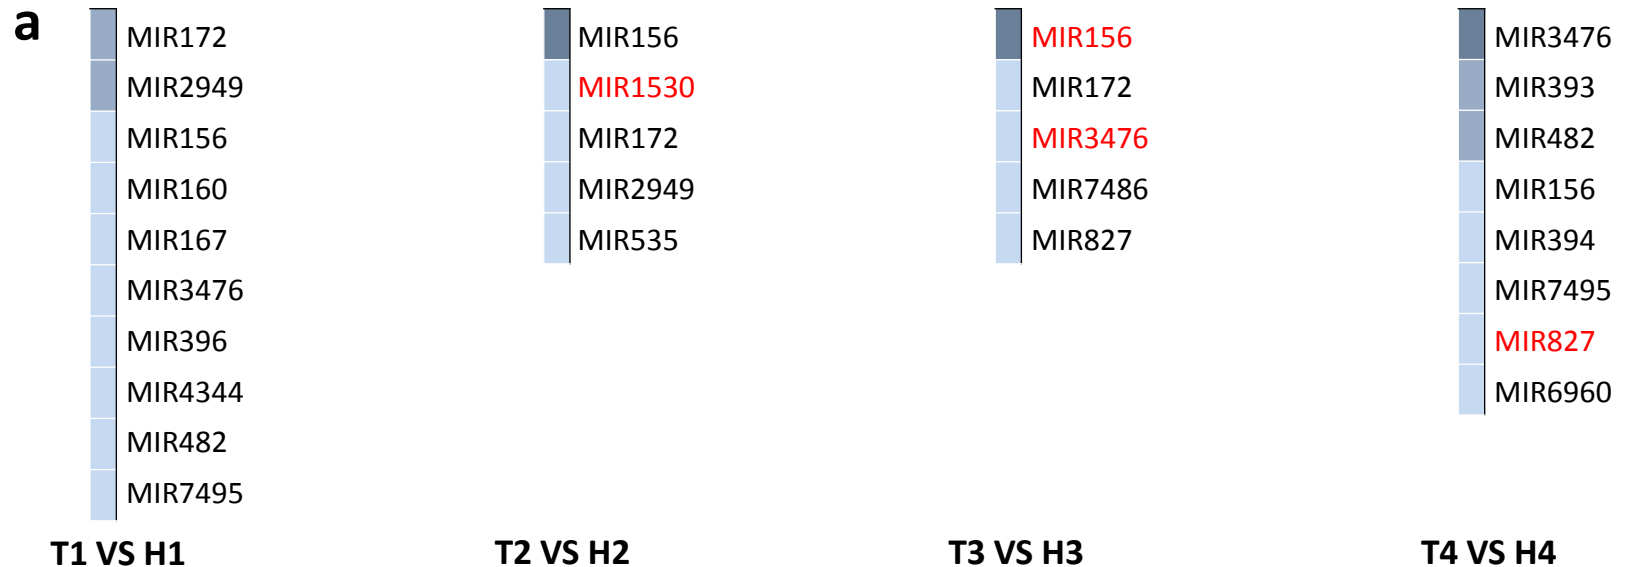 a
MIR172
MIR2949
MIR156
MIR160
MIR167
MIR3476
MIR396
MIR4344
MIR482
MIR7495
T1 VS H1
MIR156
MIR1530
MIR172
MIR2949
MIR535
T2 VS H2
MIR156
MIR172
MIR3476
MIR7486
MIR827
T3 VS H3
MIR3476
MIR393
MIR482
MIR156
MIR394
MIR7495
MIR827
MIR6960
T4 VS H4